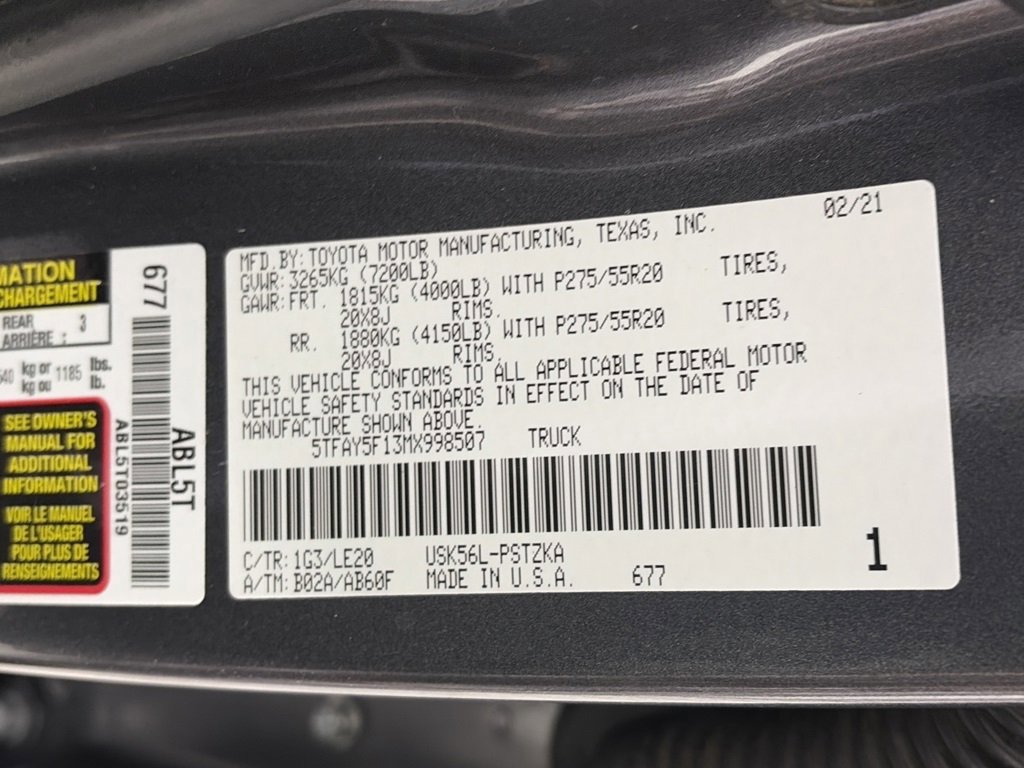 MATION
CHARGEMENT
REAR
ARRIÈRE : 3
640 kg or 1185 lbs.
kg ou lb.
SEE OWNER'S
MANUAL FOR
ADDITIONAL
INFORMATION
VOIR LE MANUEL
DE L'USAGER
POUR PLUS DE
RENSEIGNEMENTS
677
ABL5T03519
ABL5T
MFD.BY:TOYOTA MOTOR MANUFACTURING, TEXAS, INC. 02/21
GVWR:3265KG (7200LB)
GAWR:FRT. 1815KG (4000LB) WITH P275/55R20 TIRES,
20X8J RIMS.
RR. 1880KG (4150LB) WITH P275/55R20 TIRES,
20X8J RIMS.
THIS VEHICLE CONFORMS TO ALL APPLICABLE FEDERAL MOTOR
VEHICLE SAFETY STANDARDS IN EFFECT ON THE DATE OF
MANUFACTURE SHOWN ABOVE.
5TFAY5F13MX998507 TRUCK
C/TR:1G3/LE20 USK56L-PSTZKA
A/TM:B02A/AB60F MADE IN U.S.A. 677
1